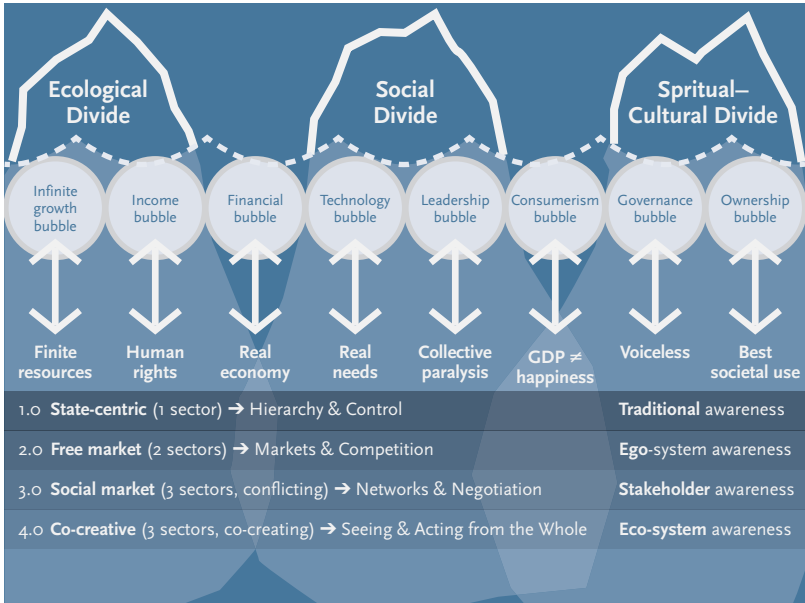 Ecological
Divide
Social
Divide
Spritual–
Cultural Divide
Infinite
growth
bubble
Income
bubble
Financial
bubble
Technology
bubble
Leadership
bubble
Consumerism
bubble
Governance
bubble
Ownership
bubble
Finite
resources
Human
rights
Real
economy
Real
needs
Collective
paralysis
GDP ≠
happiness
Voiceless
Best
societal use
1.0 State-centric (1 sector) ➔ Hierarchy & Control
Traditional awareness
2.0 Free market (2 sectors) ➔ Markets & Competition
Ego-system awareness
3.0 Social market (3 sectors, conflicting) ➔ Networks & Negotiation
Stakeholder awareness
4.0 Co-creative (3 sectors, co-creating) ➔ Seeing & Acting from the Whole
Eco-system awareness